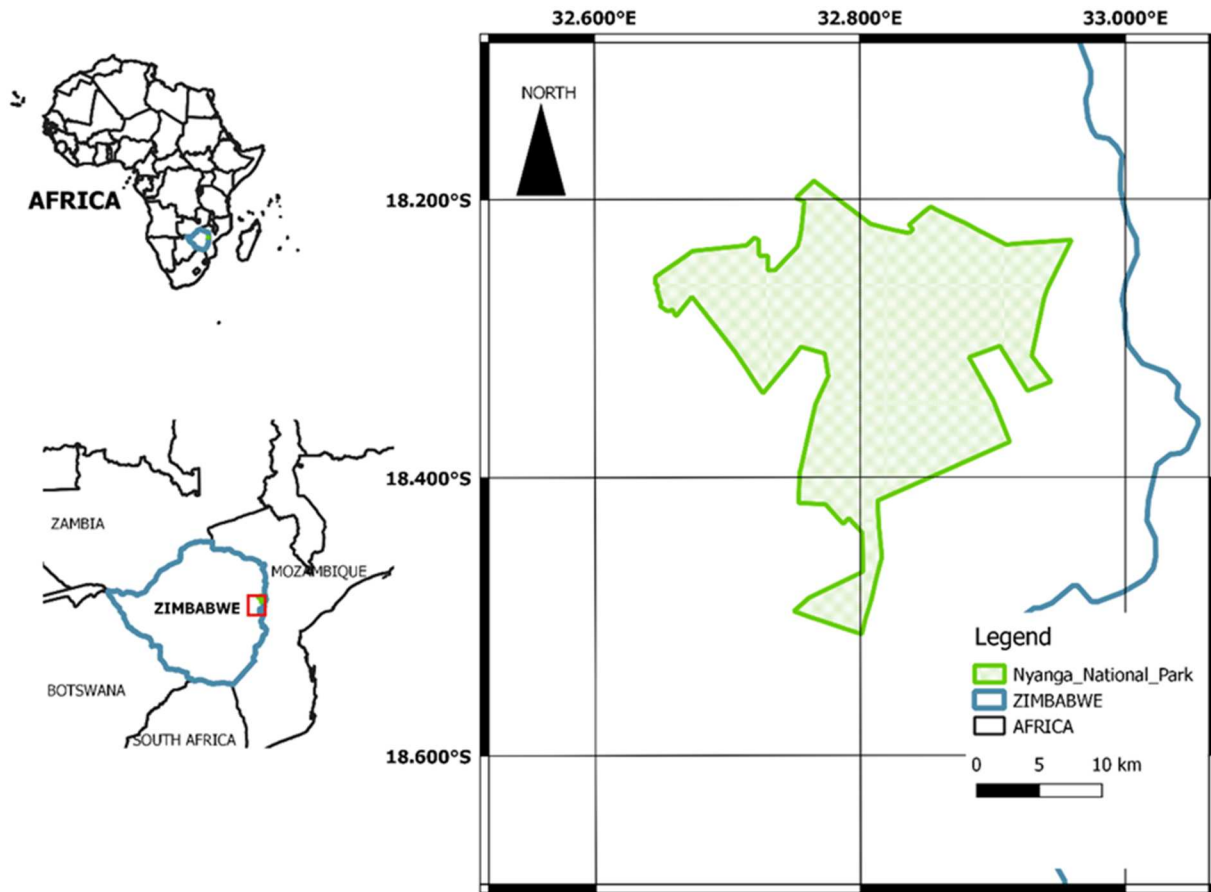 32.600°E 32.800°E 33.000°E
NORTH
AFRICA
18.200°S
18.400°S
ZAMBIA
MOZAMBIQUE
ZIMBABWE
BOTSWANA
SOUTH AFRICA
18.600°S
Legend
Nyanga_National_Park
ZIMBABWE
AFRICA
0 5 10 km